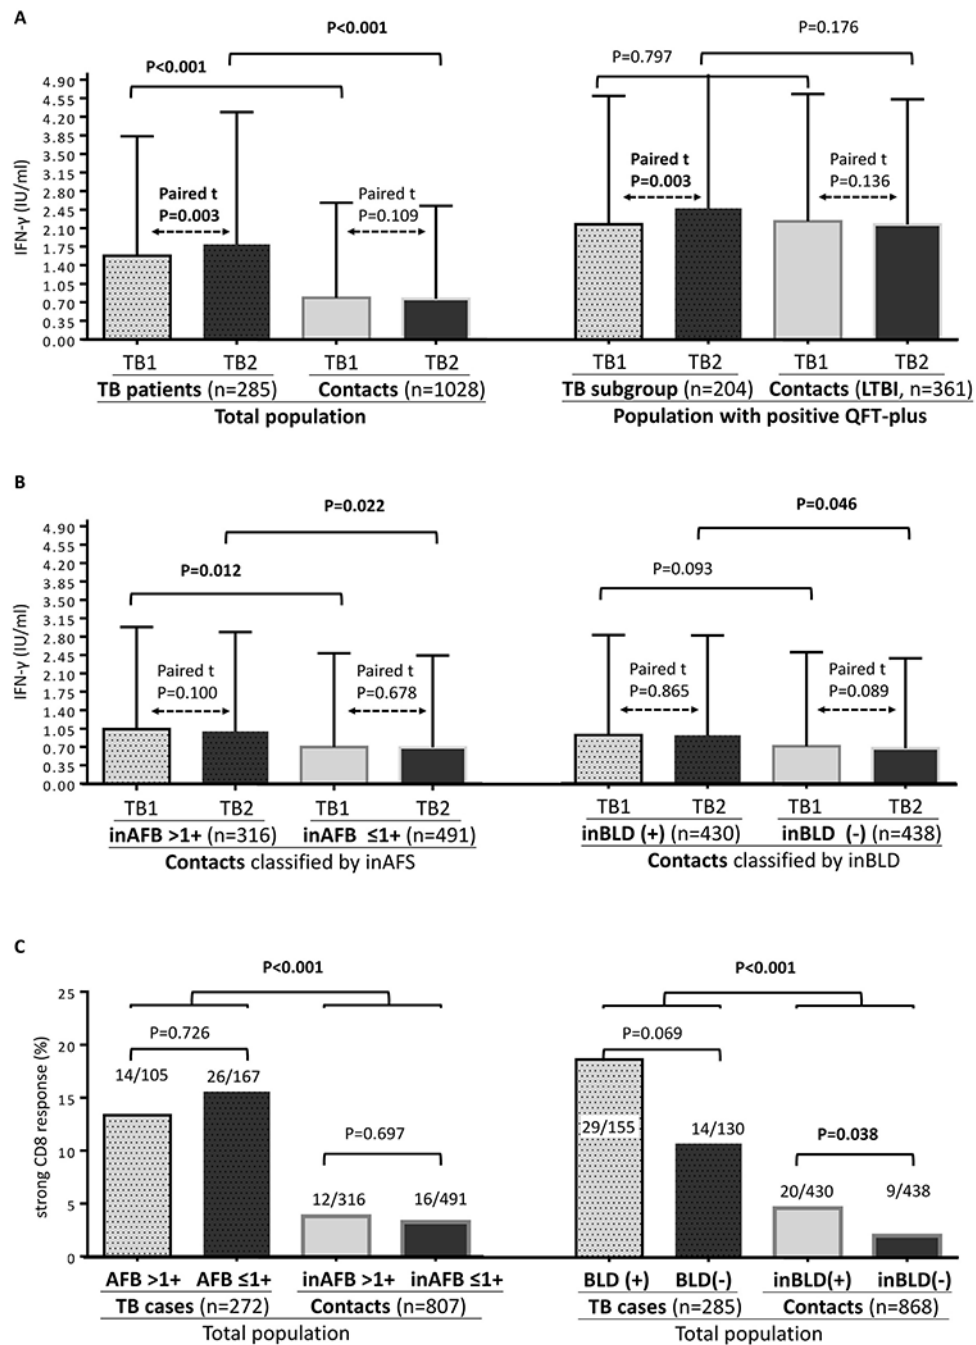 A
P<0.001
P<0.001
P=0.797
P=0.176
IFN-γ (IU/ml)
4.90
4.55
4.20
3.85
3.50
3.15
2.80
2.45
2.10
1.75
1.40
1.05
0.70
0.35
0.00
Paired t
P=0.003
Paired t
P=0.109
Paired t
P=0.003
Paired t
P=0.136
TB1 TB2 TB1 TB2 TB1 TB2 TB1 TB2
TB patients (n=285) Contacts (n=1028) TB subgroup (n=204) Contacts (LTBI, n=361)
Total population Population with positive QFT-plus
B
P=0.022
P=0.012
P=0.046
P=0.093
IFN-γ (IU/ml)
4.90
4.55
4.20
3.85
3.50
3.15
2.80
2.45
2.10
1.75
1.40
1.05
0.70
0.35
0.00
Paired t
P=0.100
Paired t
P=0.678
Paired t
P=0.865
Paired t
P=0.089
TB1 TB2 TB1 TB2 TB1 TB2 TB1 TB2
inAFB >1+ (n=316) inAFB ≤1+ (n=491) inBLD (+) (n=430) inBLD (-) (n=438)
Contacts classified by inAFS Contacts classified by inBLD
C
P<0.001
P<0.001
strong CD8 response (%)
25
20
15
10
5
0
P=0.726
14/105 26/167
P=0.697
12/316 16/491
P=0.069
29/155 14/130
P=0.038
20/430 9/438
AFB >1+ AFB ≤1+ inAFB >1+ inAFB ≤1+ BLD (+) BLD(-) inBLD(+) inBLD(-)
TB cases (n=272) Contacts (n=807) TB cases (n=285) Contacts (n=868)
Total population Total population